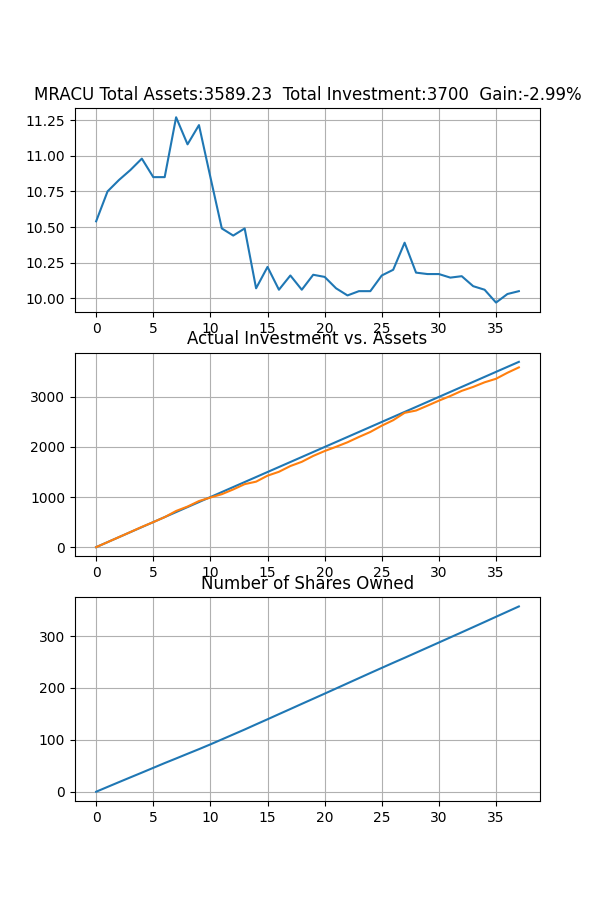 MRACU Total Assets:3589.23  Total Investment:3700  Gain:-2.99%
11.25
11.00
10.75
10.50
10.25
10.00
0 5 10 15 20 25 30 35
Actual Investment vs. Assets
3000
2000
1000
0
0 5 10 15 20 25 30 35
Number of Shares Owned
300
200
100
0
0 5 10 15 20 25 30 35